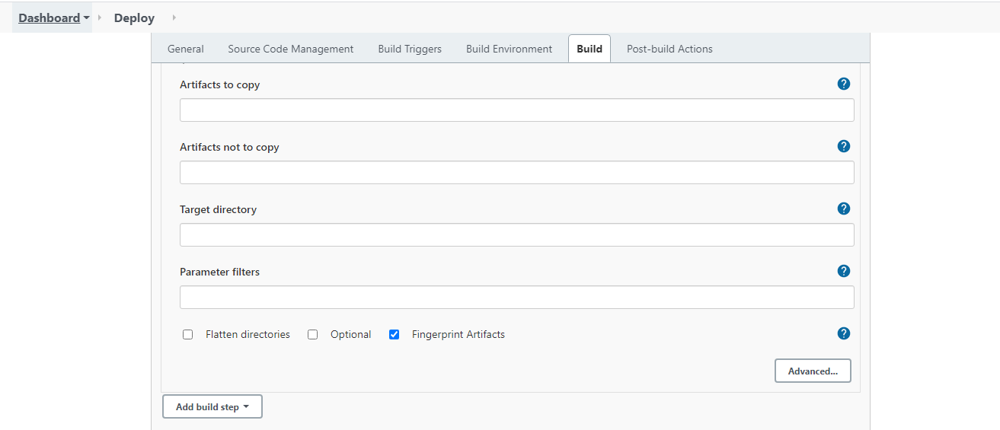 Dashboard Deploy
General Source Code Management Build Triggers Build Environment Build Post-build Actions
Artifacts to copy ?
Artifacts not to copy ?
Target directory ?
Parameter filters ?
Flatten directories Optional Fingerprint Artifacts ?
Advanced...
Add build step